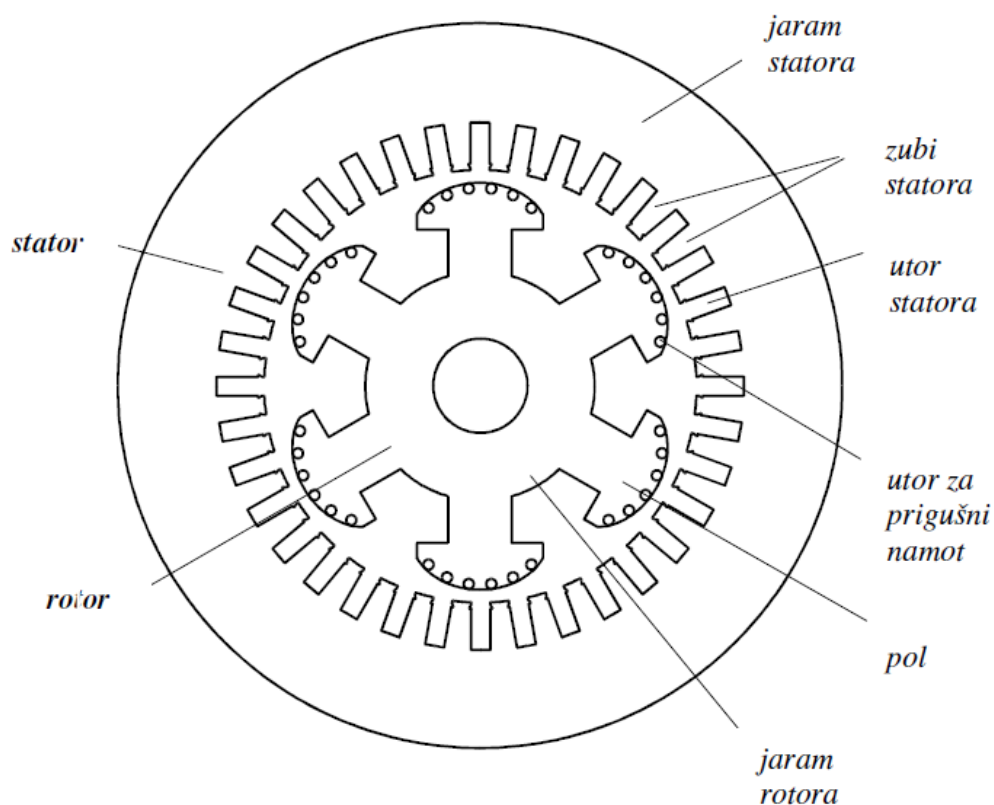 jaram
statora
zubi
statora
stator
utor
statora
utor za
prigušni
namot
rotor
pol
jaram
rotora